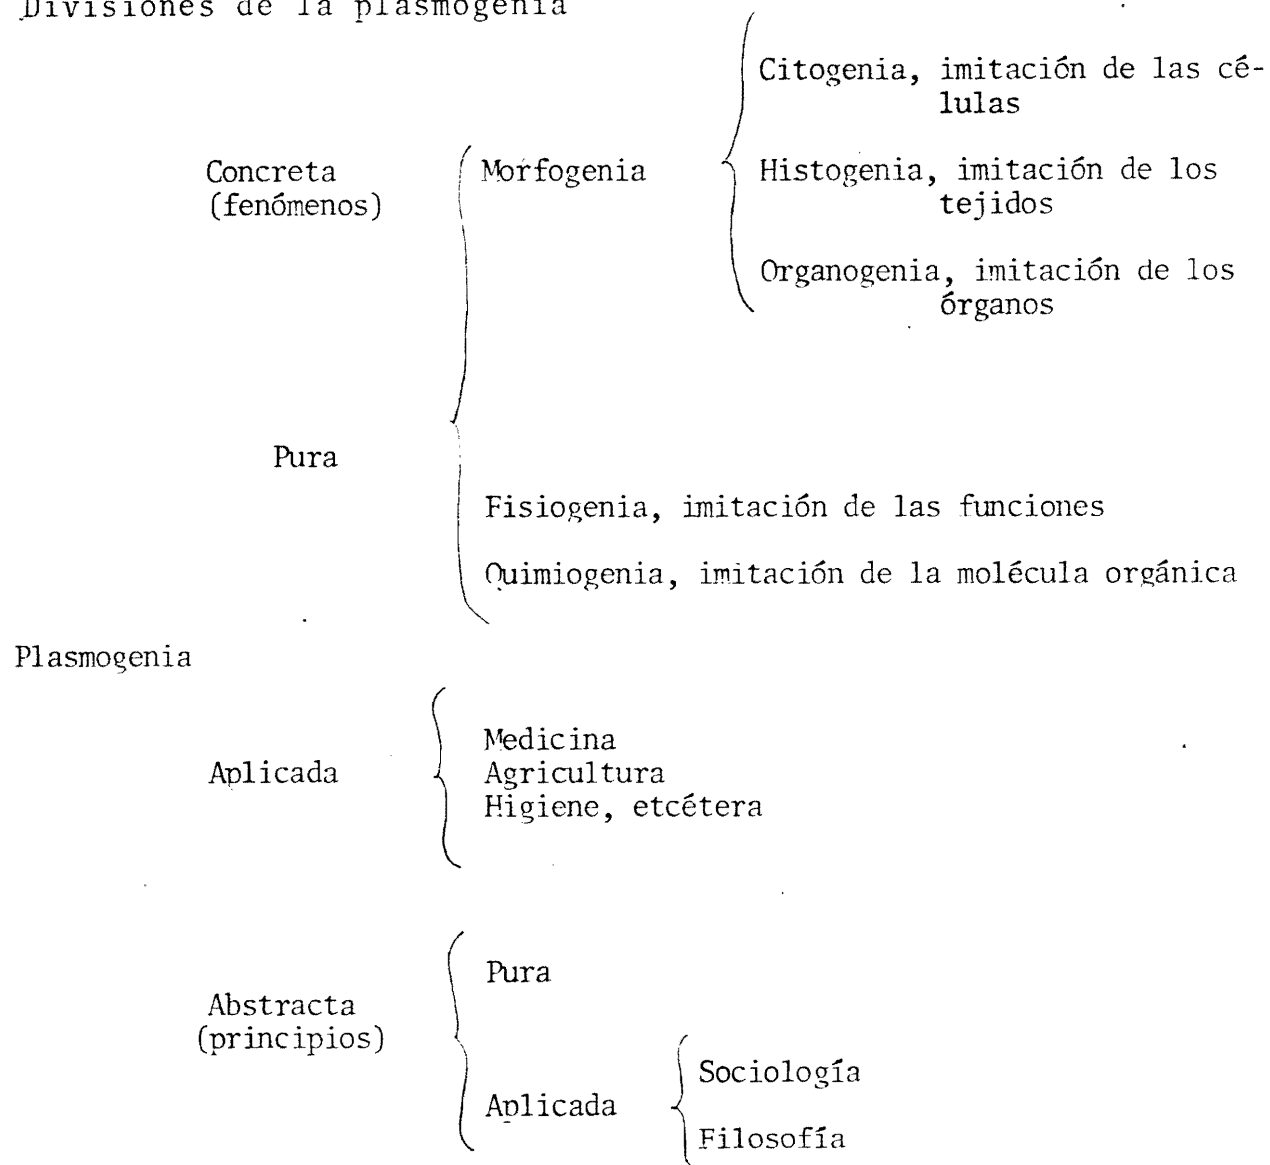 Divisiones de la plasmogenia
Citogenia, imitación de las cé-
lulas
Concreta
(fenómenos)
Morfogenia
Histogenia, imitación de los
tejidos
Organogenia, imitación de los
órganos
Pura
Fisiogenia, imitación de las funciones
Quimiogenia, imitación de la molécula orgánica
Plasmogenia
Aplicada
Medicina
Agricultura
Higiene, etcétera
Abstracta
(principios)
Pura
Aplicada
Sociología
Filosofía